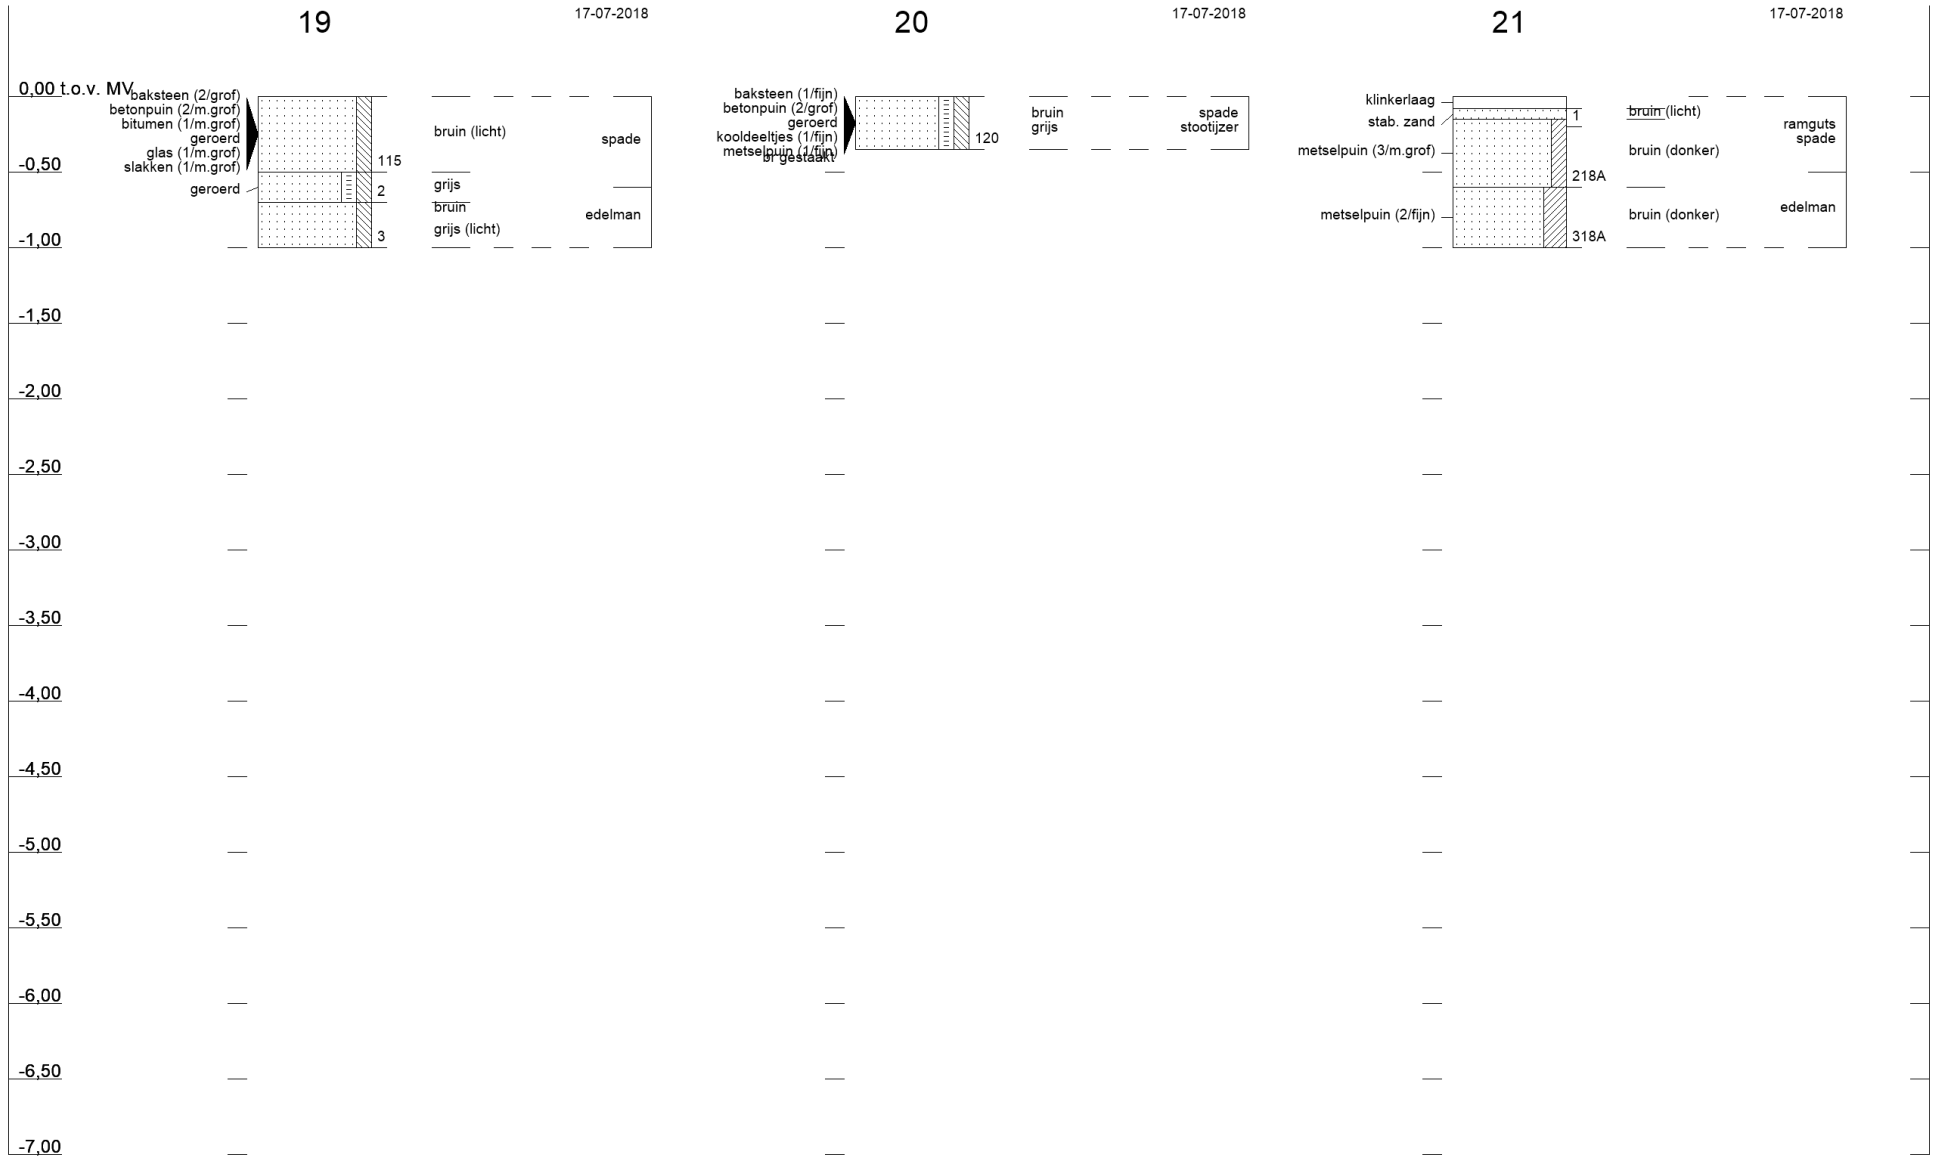 19
17-07-2018
20
17-07-2018
21
17-07-2018
0,00 t.o.v. MV
-0,50
-1,00
-1,50
-2,00
-2,50
-3,00
-3,50
-4,00
-4,50
-5,00
-5,50
-6,00
-6,50
-7,00
baksteen (2/grof)
betonpuin (2/m.grof)
bitumen (1/m.grof)
geroerd
glas (1/m.grof)
slakken (1/m.grof)
geroerd
115
2
3
bruin (licht)
grijs
bruin
grijs (licht)
spade
edelman
baksteen (1/fijn)
betonpuin (2/grof)
geroerd
kooldeeltjes (1/fijn)
metselpuin (1/fijn)
br gestaakt
120
bruin
grijs
spade
stootijzer
klinkerlaag
stab. zand
metselpuin (3/m.grof)
metselpuin (2/fijn)
1
218A
318A
bruin (licht)
bruin (donker)
bruin (donker)
ramguts
spade
edelman